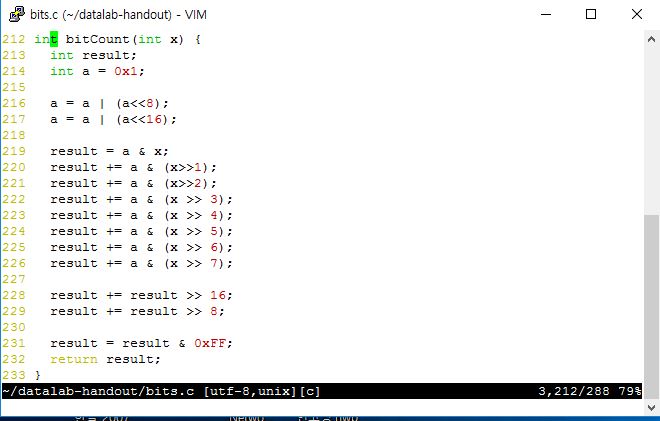 bits.c (~/datalab-handout) - VIM
212 int bitCount(int x) {
213   int result;
214   int a = 0x1;
215
216   a = a | (a<<8);
217   a = a | (a<<16);
218
219   result = a & x;
220   result += a & (x>>1);
221   result += a & (x>>2);
222   result += a & (x >> 3);
223   result += a & (x >> 4);
224   result += a & (x >> 5);
225   result += a & (x >> 6);
226   result += a & (x >> 7);
227
228   result += result >> 16;
229   result += result >> 8;
230
231   result = result & 0xFF;
232   return result;
233 }
~/datalab-handout/bits.c [utf-8,unix][c] 3,212/288 79%